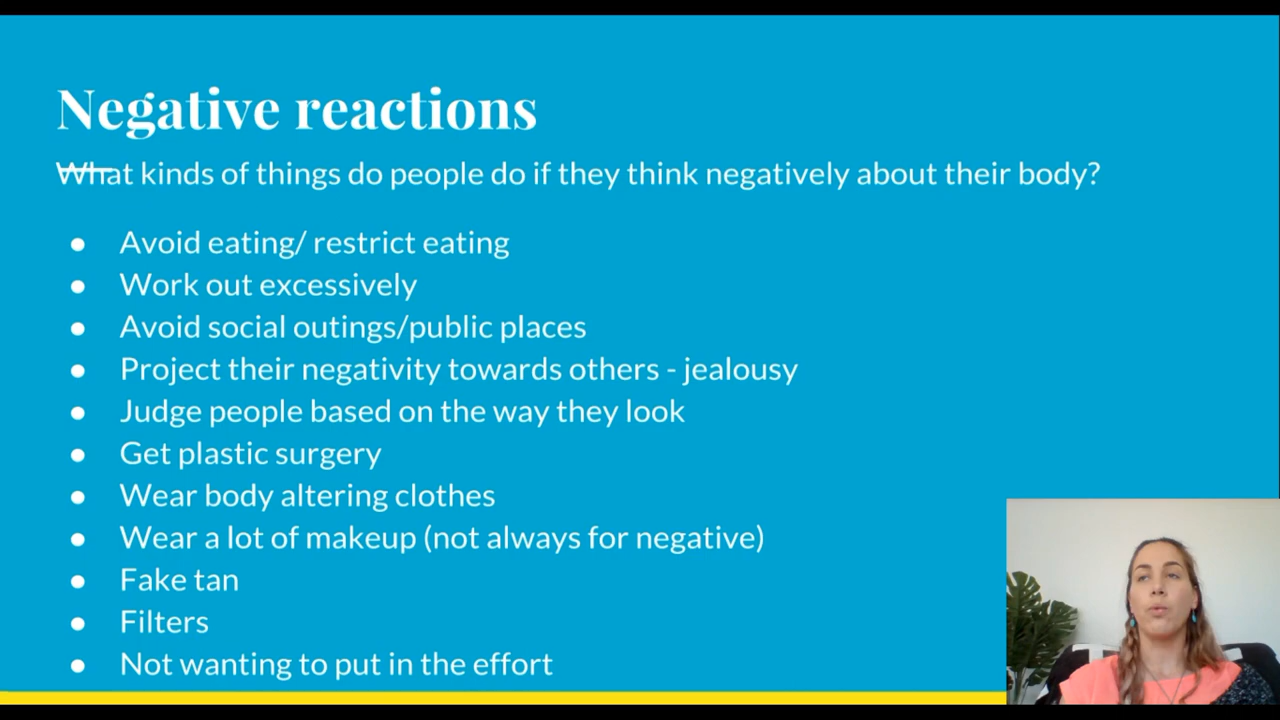 Negative reactions
What kinds of things do people do if they think negatively about their body?
● Avoid eating/ restrict eating
● Work out excessively
● Avoid social outings/public places
● Project their negativity towards others - jealousy
● Judge people based on the way they look
● Get plastic surgery
● Wear body altering clothes
● Wear a lot of makeup (not always for negative)
● Fake tan
● Filters
● Not wanting to put in the effort